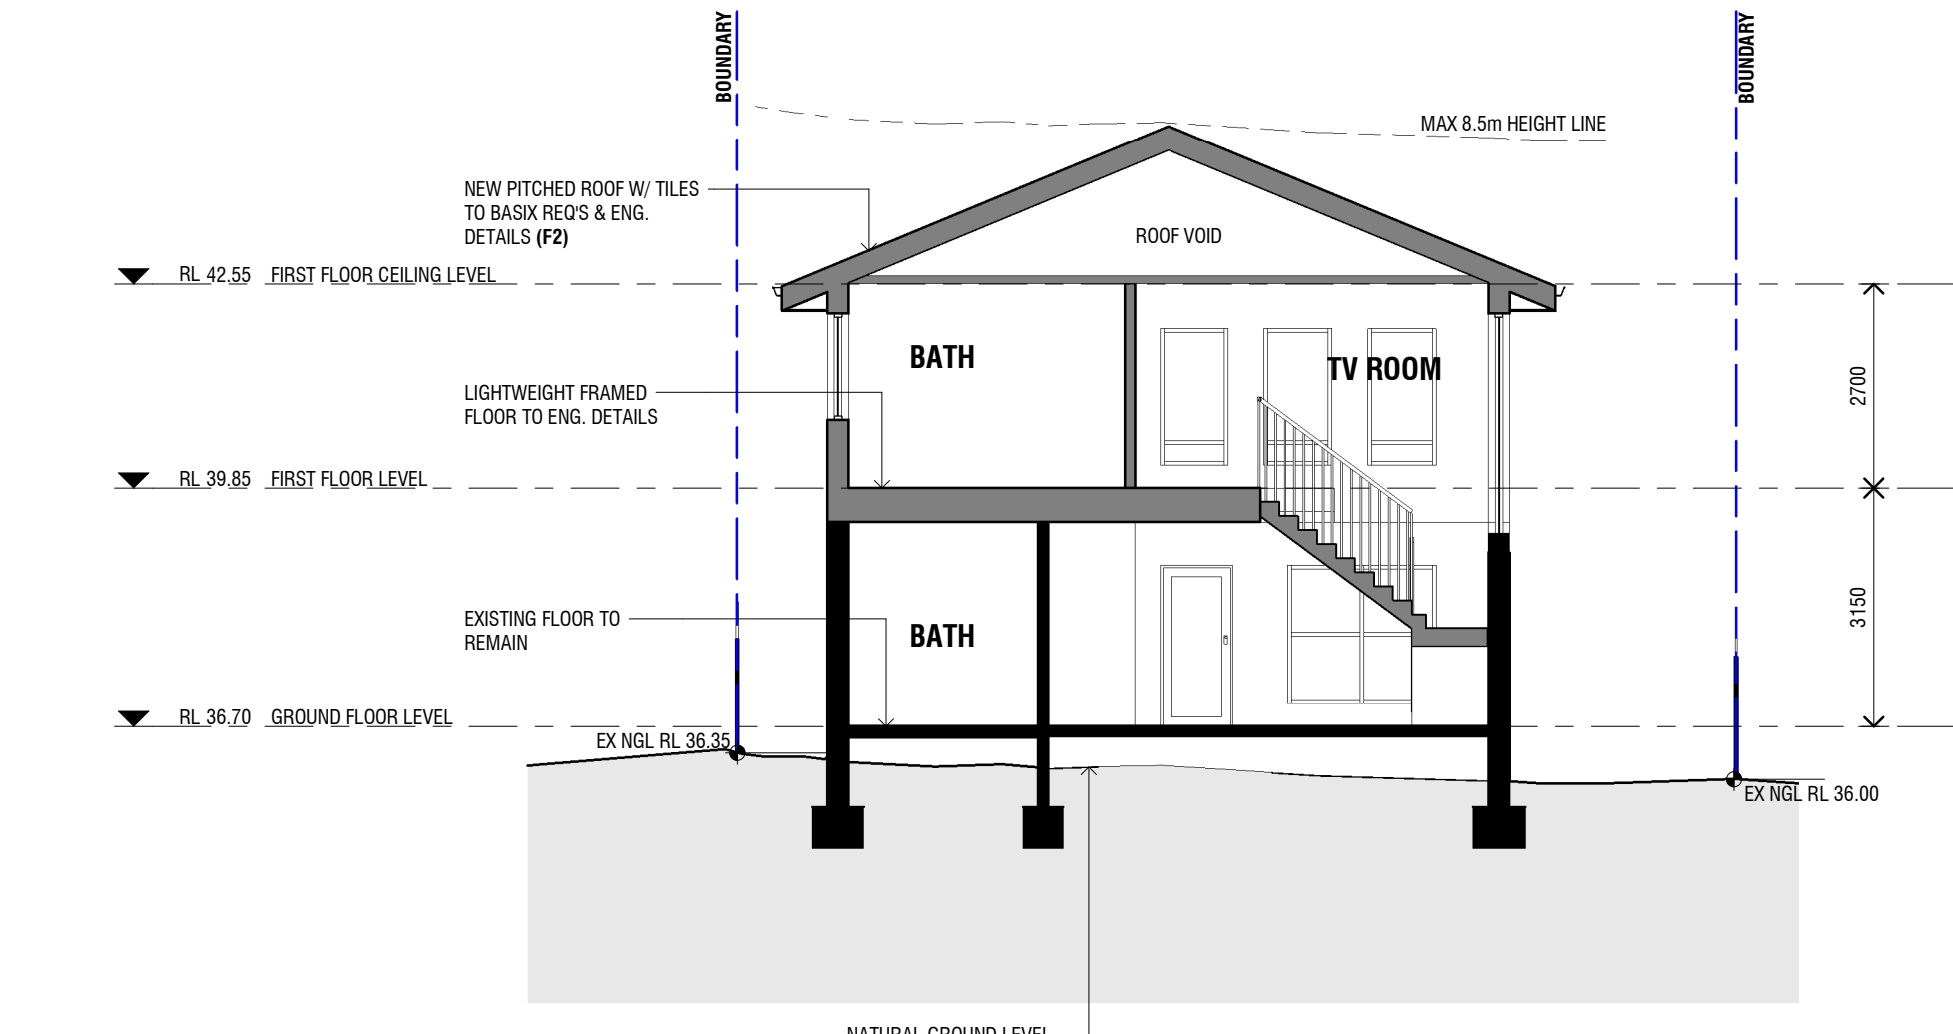 BOUNDARY
BOUNDARY
MAX 8.5m HEIGHT LINE
NEW PITCHED ROOF W/ TILES
TO BASIX REQ'S & ENG.
DETAILS (F2)
ROOF VOID
RL 42.55 FIRST FLOOR CEILING LEVEL
BATH
TV ROOM
2700
LIGHTWEIGHT FRAMED
FLOOR TO ENG. DETAILS
RL 39.85 FIRST FLOOR LEVEL
3150
EXISTING FLOOR TO
REMAIN
BATH
RL 36.70 GROUND FLOOR LEVEL
EX NGL RL 36.35
EX NGL RL 36.00
NATURAL GROUND LEVEL